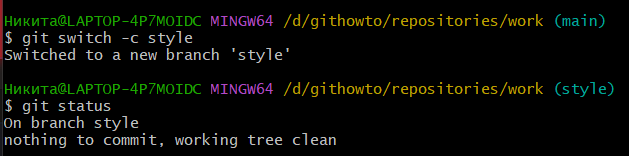 Никита@LAPTOP-4P7MOIDC MINGW64 /d/githowto/repositories/work (main)
$ git switch -c style
Switched to a new branch 'style'
Никита@LAPTOP-4P7MOIDC MINGW64 /d/githowto/repositories/work (style)
$ git status
On branch style
nothing to commit, working tree clean